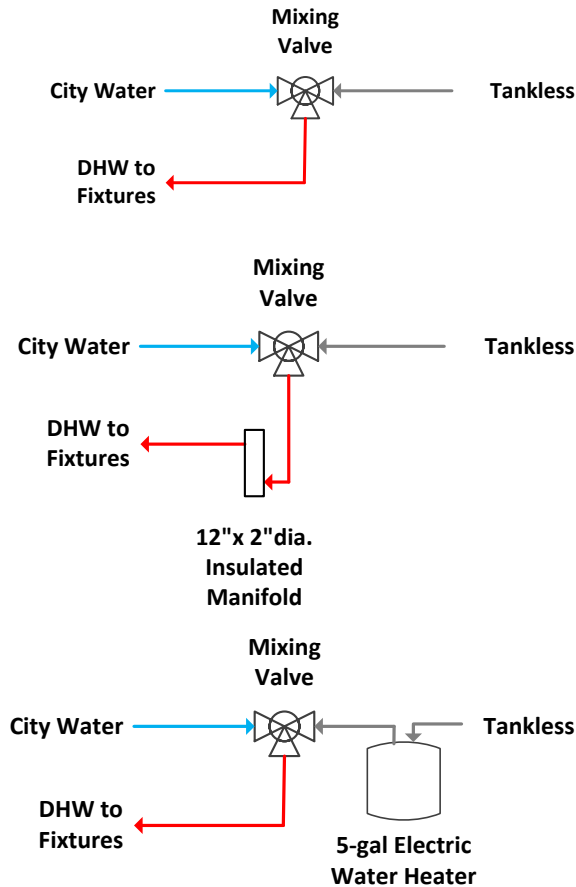 Mixing
Valve
City Water
Tankless
DHW to
Fixtures
Mixing
Valve
City Water
Tankless
DHW to
Fixtures
12"x 2"dia.
Insulated
Manifold
Mixing
Valve
City Water
Tankless
DHW to
Fixtures
5-gal Electric
Water Heater